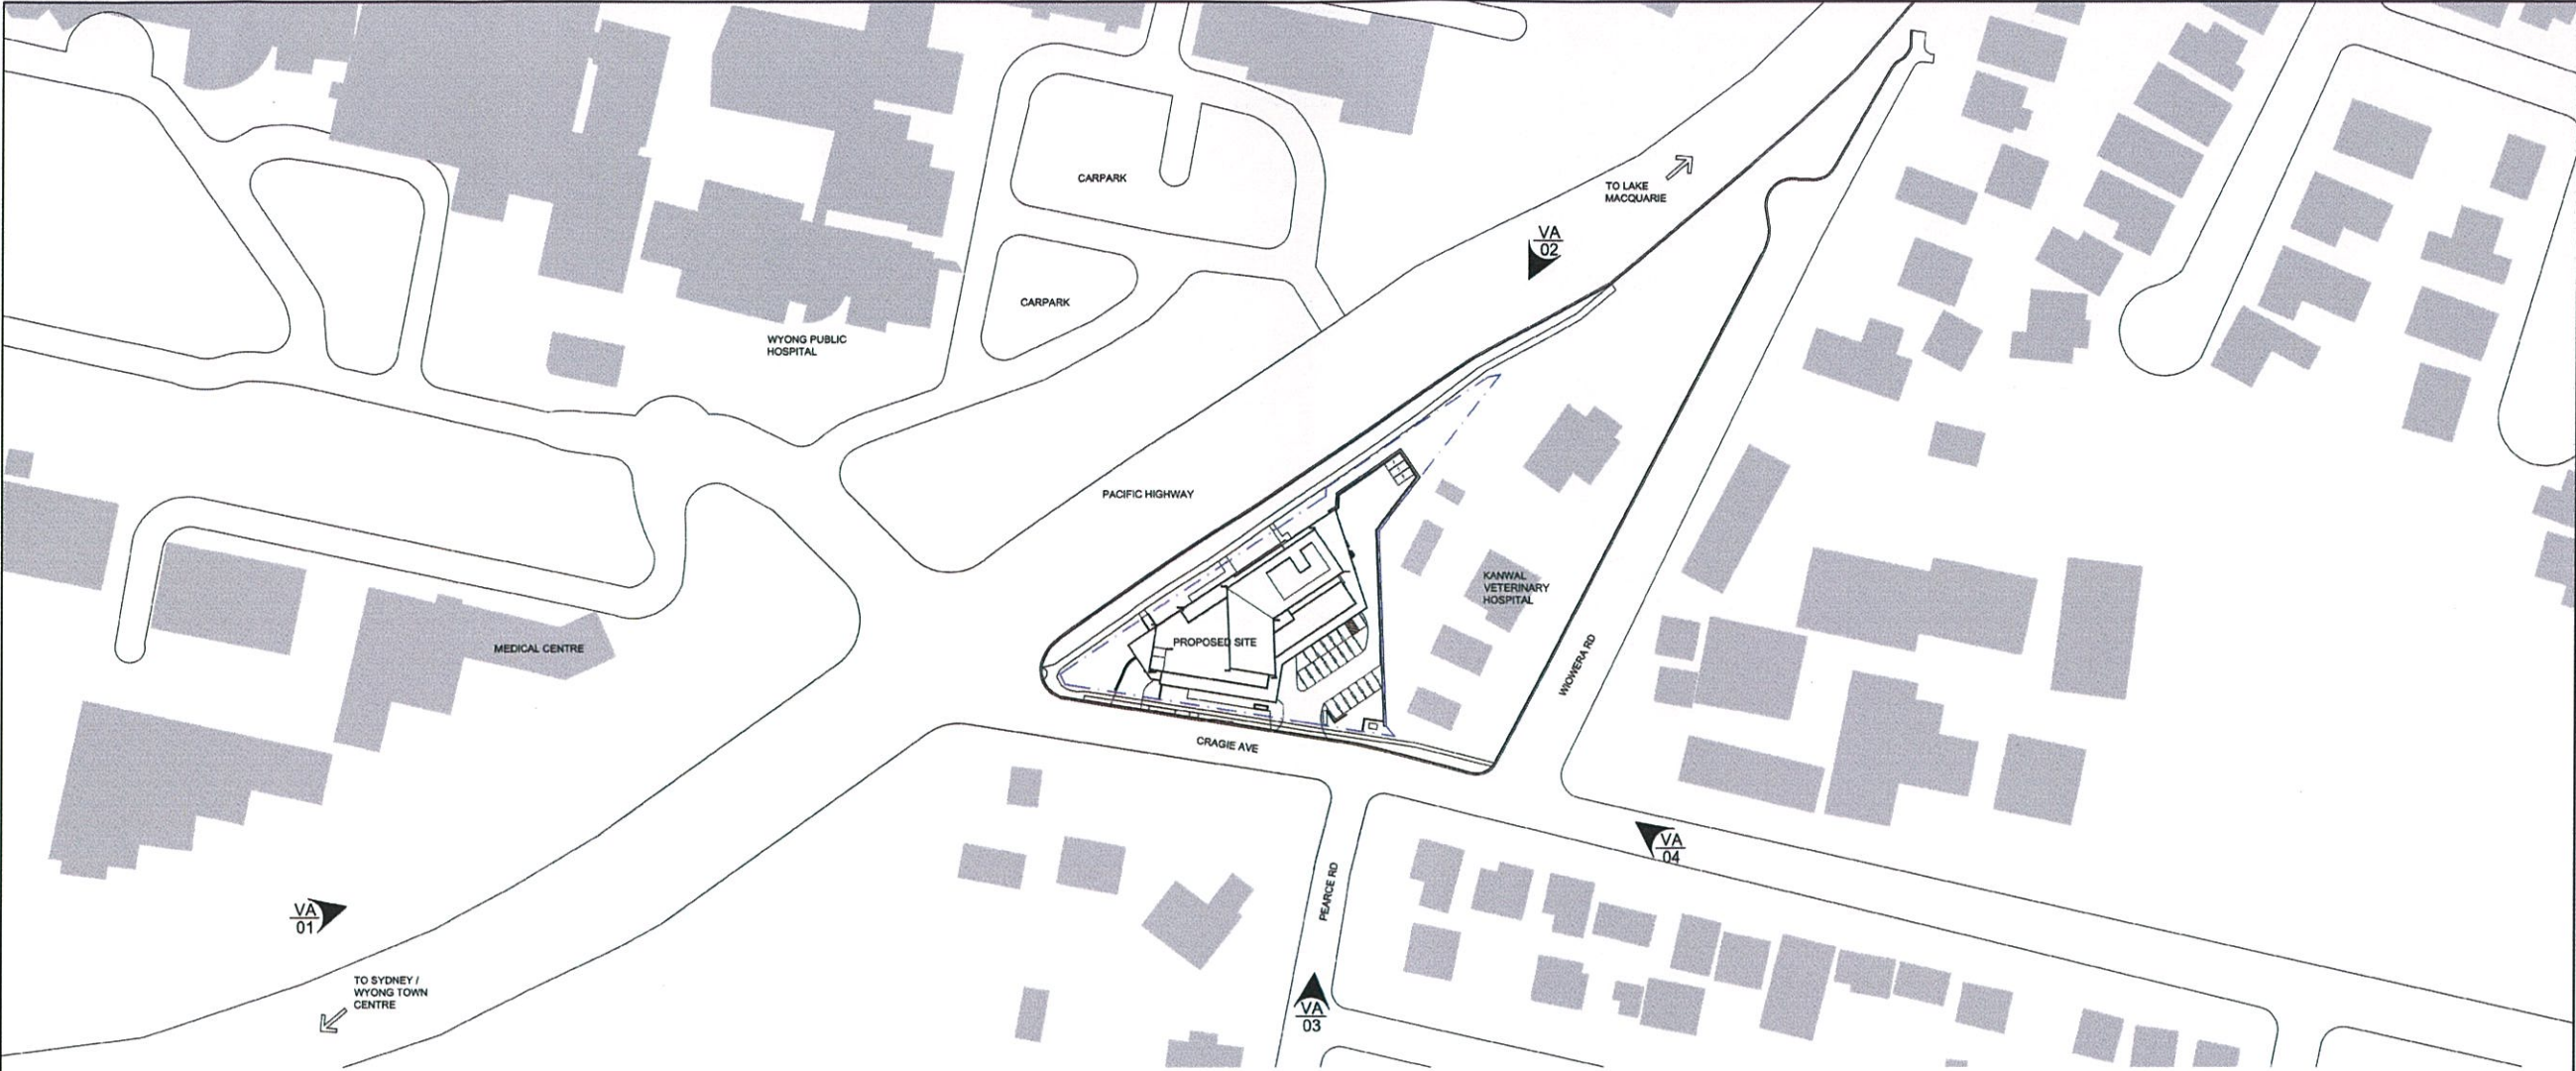 CARPARK
TO LAKE
MACQUARIE
VA
02
CARPARK
WYONG PUBLIC
HOSPITAL
PACIFIC HIGHWAY
KANWAL
VETERINARY
HOSPITAL
PROPOSED SITE
MEDICAL CENTRE
WIOWERA RD
CRAGIE AVE
VA
04
PEARCE RD
VA
01
TO SYDNEY /
WYONG TOWN
CENTRE
VA
03